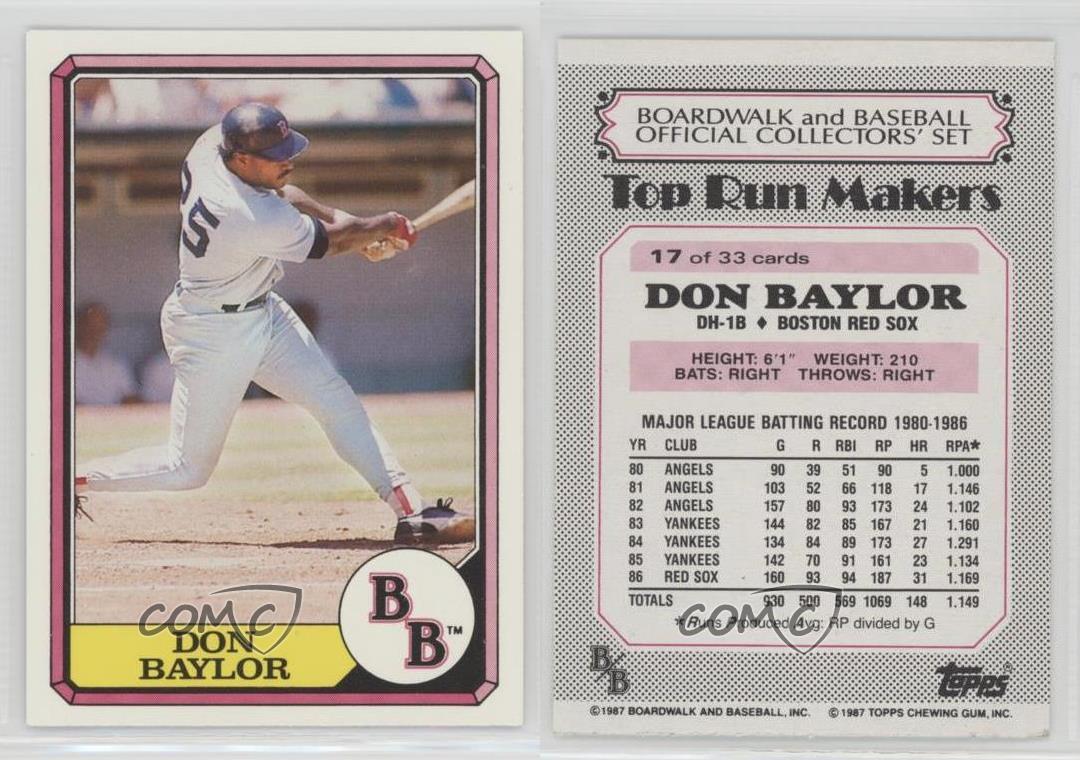 25
B
DON
BAYLOR
B
B™
COMC
BOARDWALK and BASEBALL
OFFICIAL COLLECTORS' SET
Top Run Makers
17 of 33 cards
DON BAYLOR
DH-1B ♦ BOSTON RED SOX
HEIGHT: 6'1" WEIGHT: 210
BATS: RIGHT THROWS: RIGHT
MAJOR LEAGUE BATTING RECORD 1980-1986
YR CLUB G R RBI RP HR RPA*
80 ANGELS 90 39 51 90 5 1.000
81 ANGELS 103 52 66 118 17 1.146
82 ANGELS 157 80 93 173 24 1.102
83 YANKEES 144 82 85 167 21 1.160
84 YANKEES 134 84 89 173 27 1.291
85 YANKEES 142 70 91 161 23 1.134
86 RED SOX 160 93 94 187 31 1.169
TOTALS 930 500 569 1069 148 1.149
*Runs Produced Avg: RP divided by G
COMC
B/B
topps®
©1987 BOARDWALK AND BASEBALL, INC. ©1987 TOPPS CHEWING GUM, INC.